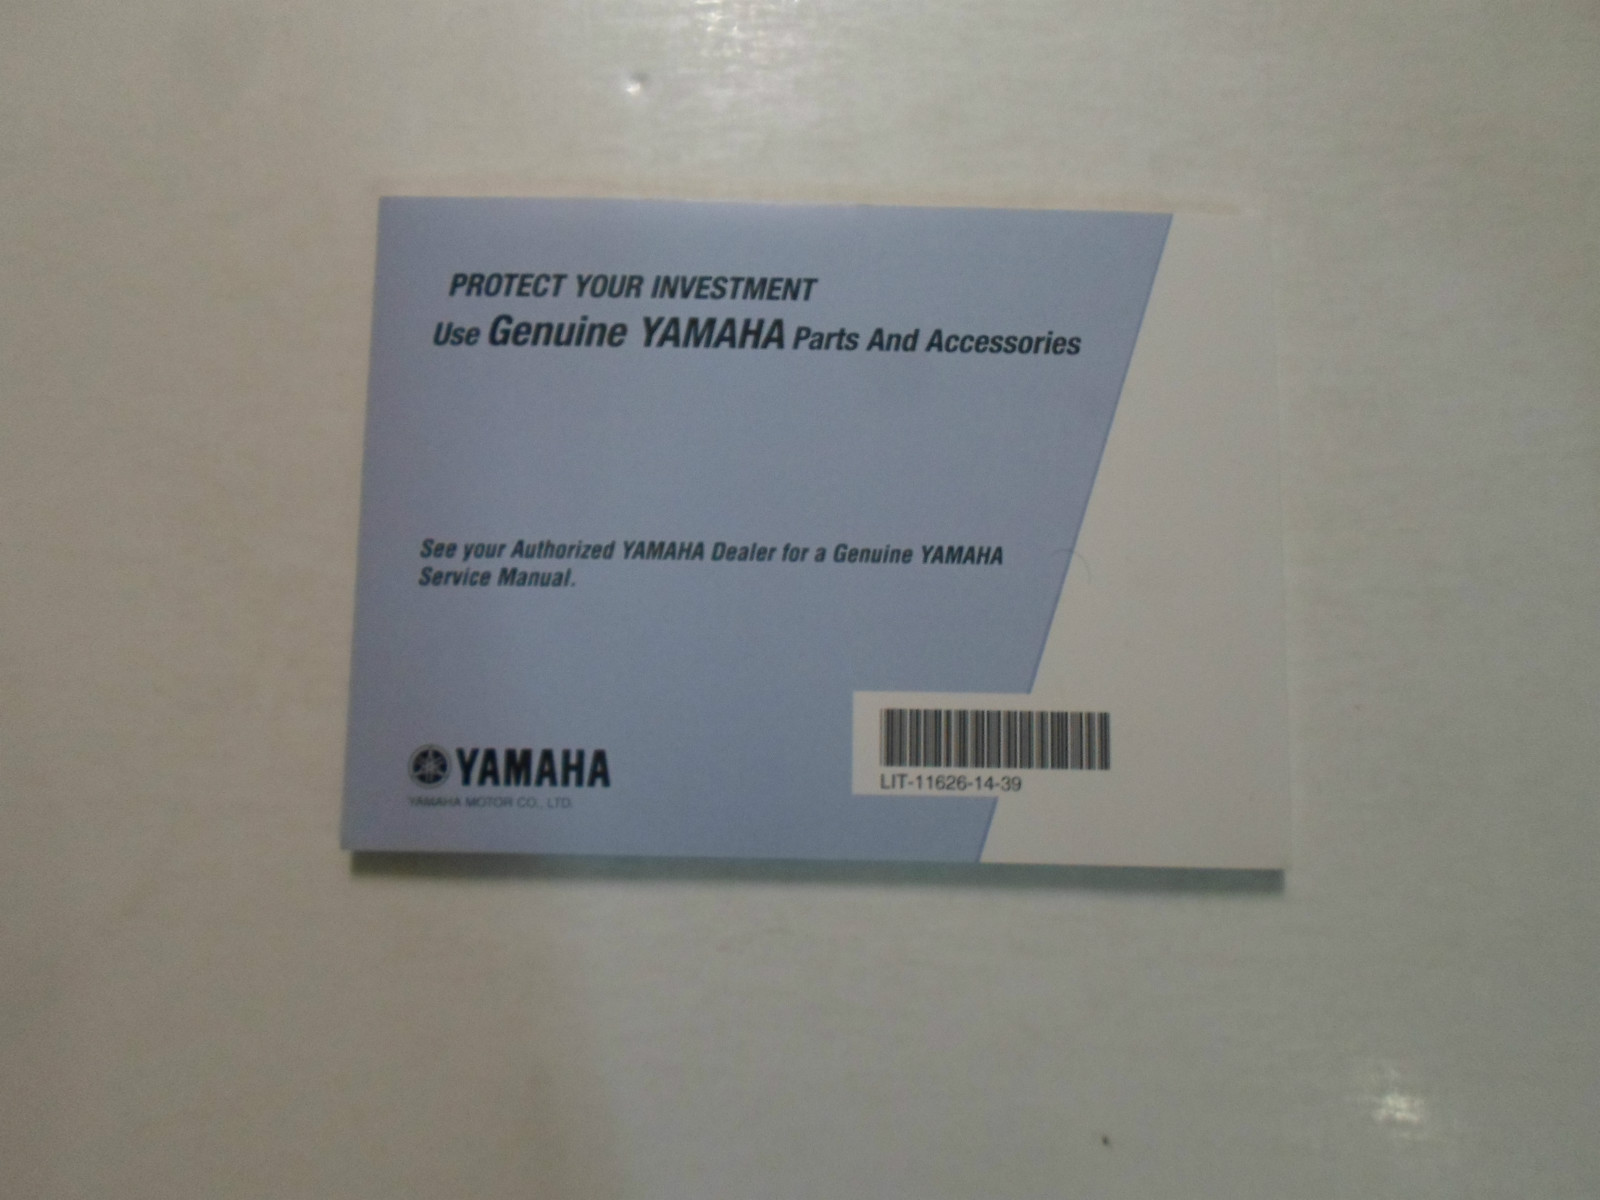 PROTECT YOUR INVESTMENT
Use Genuine YAMAHA Parts And Accessories
See your Authorized YAMAHA Dealer for a Genuine YAMAHA
Service Manual.
YAMAHA
YAMAHA MOTOR CO., LTD.
LIT-11626-14-39